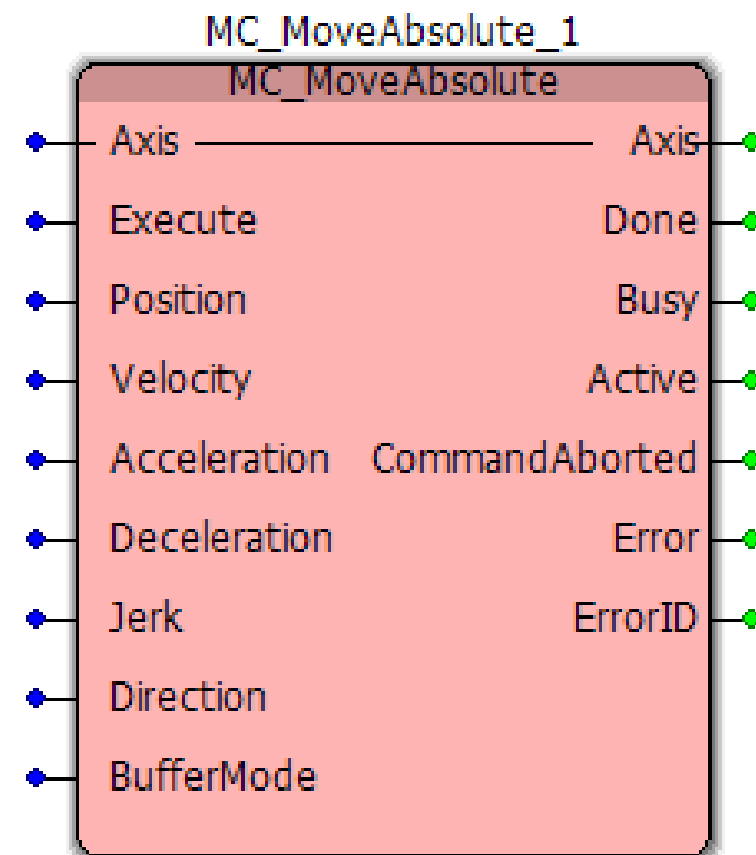 MC_MoveAbsolute_1
MC_MoveAbsolute
Axis Axis
Execute Done
Position Busy
Velocity Active
Acceleration CommandAborted
Deceleration Error
Jerk ErrorID
Direction
BufferMode